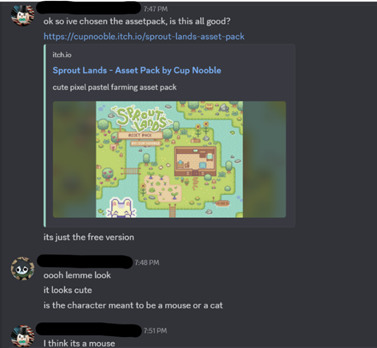 7:47 PM
ok so ive chosen the assetpack, is this all good?
https://cupnooble.itch.io/sprout-lands-asset-pack
itch.io
Sprout Lands - Asset Pack by Cup Nooble
cute pixel pastel farming asset pack
SPROUT
LANDS
ASSET PACK
its just the free version
7:48 PM
oooh lemme look
it looks cute
is the character meant to be a mouse or a cat
7:51 PM
I think its a mouse